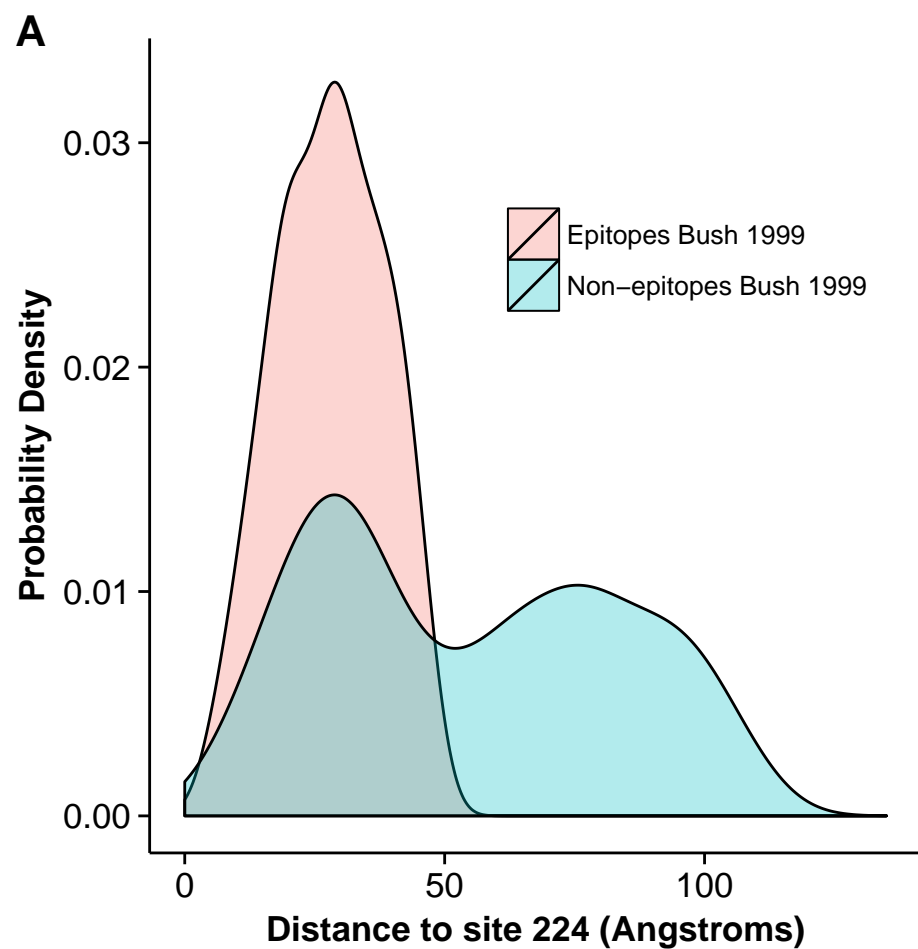 A
0.03
0.02
0.01
0.00
Probability Density
Epitopes Bush 1999
Non−epitopes Bush 1999
0
50
100
Distance to site 224 (Angstroms)